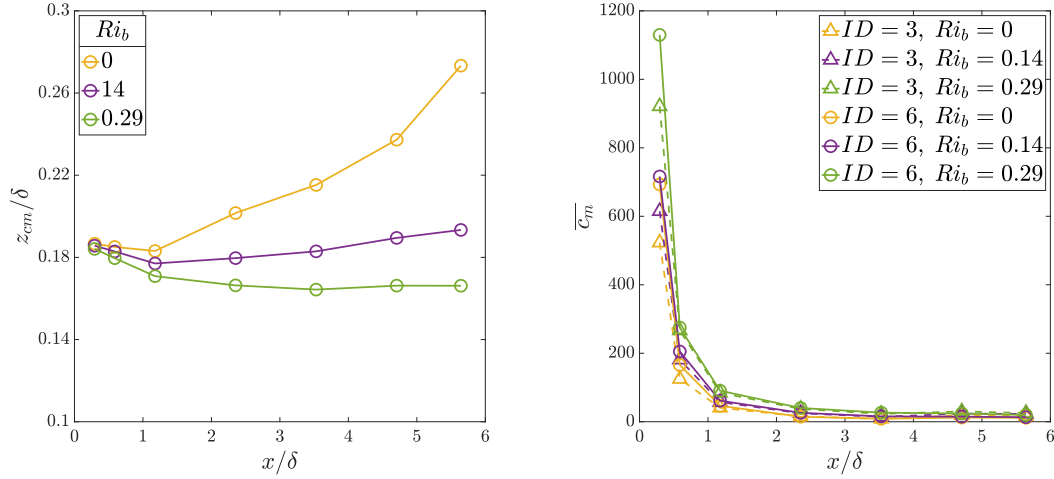 0.3
0.26
0.22
0.18
0.14
0.1
z_{cm}/δ
Ri_b
0
14
0.29
0 1 2 3 4 5 6
x/δ
1200
1000
800
600
400
200
0
\overline{c_m}
ID = 3, Ri_b = 0
ID = 3, Ri_b = 0.14
ID = 3, Ri_b = 0.29
ID = 6, Ri_b = 0
ID = 6, Ri_b = 0.14
ID = 6, Ri_b = 0.29
0 1 2 3 4 5 6
x/δ